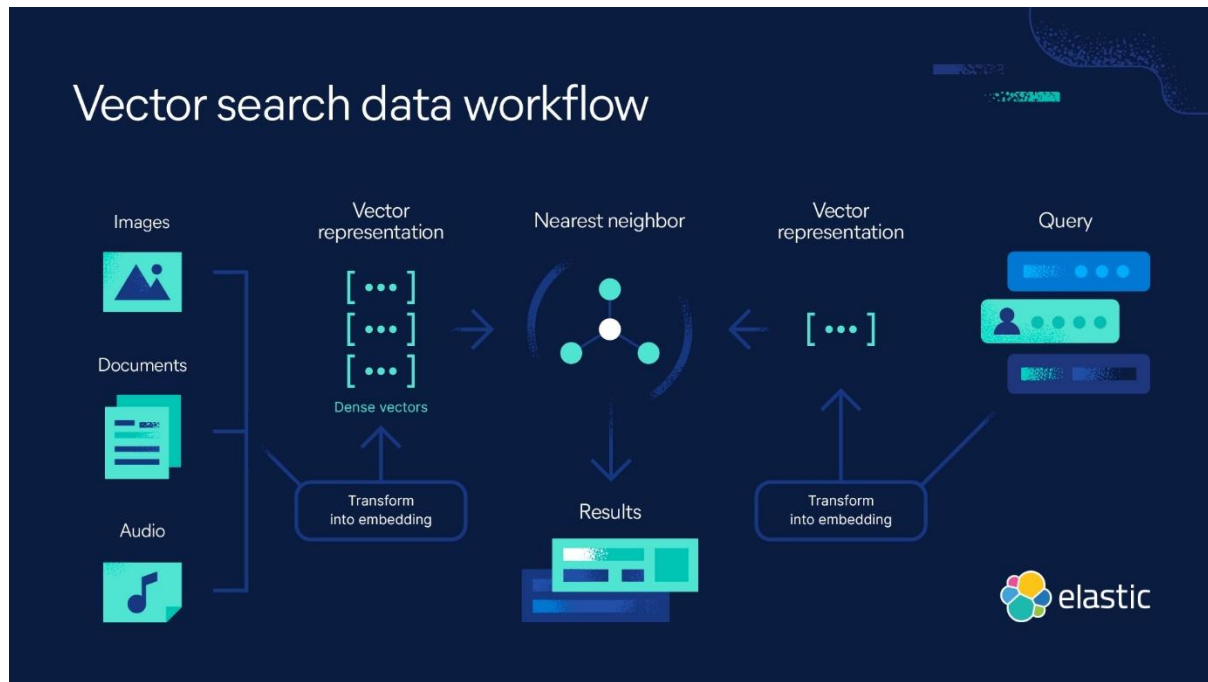 Vector search data workflow
Images
Documents
Audio
Vector
representation
[...]
[...]
[...]
Dense vectors
Transform
into embedding
Nearest neighbor
Results
Vector
representation
[...]
Transform
into embedding
Query
elastic